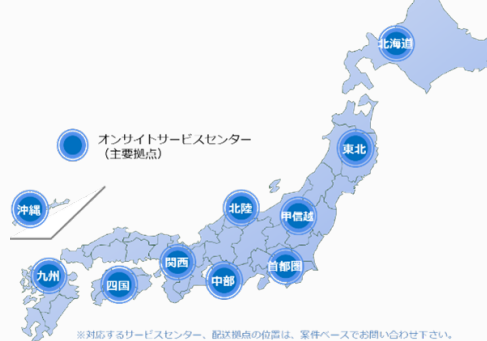 北海道
オンサイトサービスセンター
（主要拠点）
東北
沖縄
北陸
甲信越
九州
四国
関西
中部
首都圏
※対応するサービスセンター、配送拠点の位置は、案件ベースでお問い合わせ下さい。